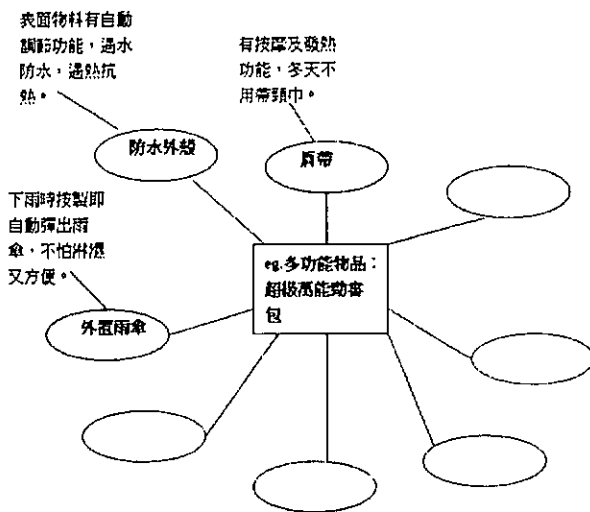 表面物料有自動
調節功能，遇水
防水，遇熱抗
熱。
有按摩及發熱
功能，冬天不
用帶頸巾。
防水外殼
肩帶
下雨時按掣即
自動彈出雨
傘，不怕淋濕
又方便。
eg.多功能物品：
超級萬能勁書
包
外置雨傘